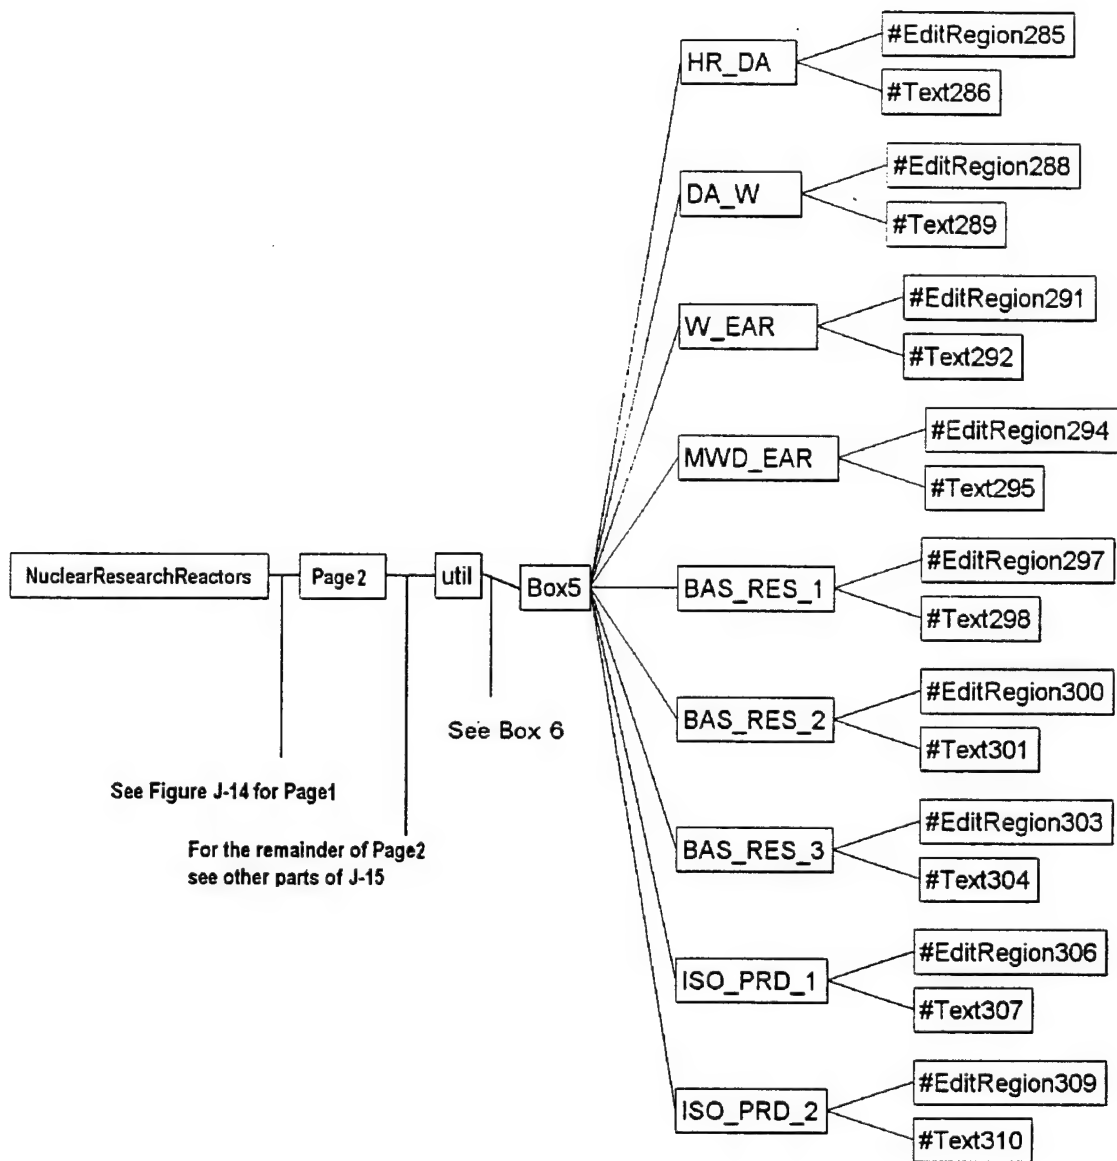 NuclearResearchReactors
Page2
util
Box5
See Figure J-14 for Page1
For the remainder of Page2
see other parts of J-15
See Box 6
HR_DA
#EditRegion285
#Text286
DA_W
#EditRegion288
#Text289
W_EAR
#EditRegion291
#Text292
MWD_EAR
#EditRegion294
#Text295
BAS_RES_1
#EditRegion297
#Text298
BAS_RES_2
#EditRegion300
#Text301
BAS_RES_3
#EditRegion303
#Text304
ISO_PRD_1
#EditRegion306
#Text307
ISO_PRD_2
#EditRegion309
#Text310